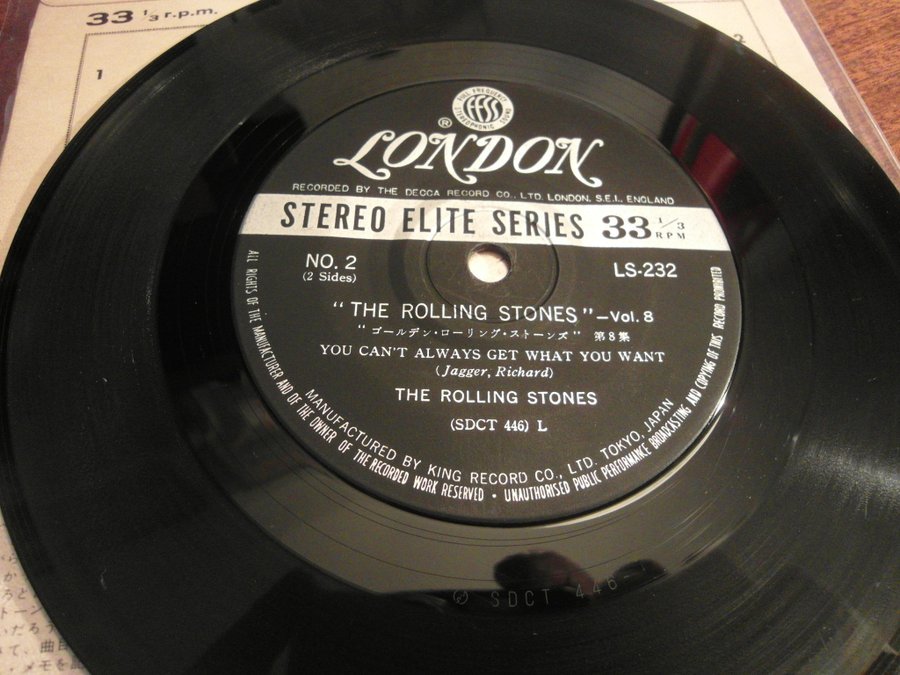 33 1/3 r.p.m.
1
2
FULL FREQUENCY
FFSS
STEREOPHONIC SOUND
®
LONDON
RECORDED BY THE DECCA RECORD CO., LTD. LONDON, S.E.I., ENGLAND
STEREO ELITE SERIES 33 1/3 RPM
NO. 2
(2 Sides)
LS-232
"THE ROLLING STONES"-Vol. 8
"ゴールデン・ローリング・ストーンズ" 第8集
YOU CAN'T ALWAYS GET WHAT YOU WANT
(Jagger, Richard)
THE ROLLING STONES
(SDCT 446) L
MANUFACTURED BY KING RECORD CO., LTD. TOKYO, JAPAN
ALL RIGHTS OF THE MANUFACTURER AND OF THE OWNER OF THE RECORDED WORK RESERVED • UNAUTHORISED PUBLIC PERFORMANCE BROADCASTING AND COPYING OF THIS RECORD PROHIBITED
SDCT 446-